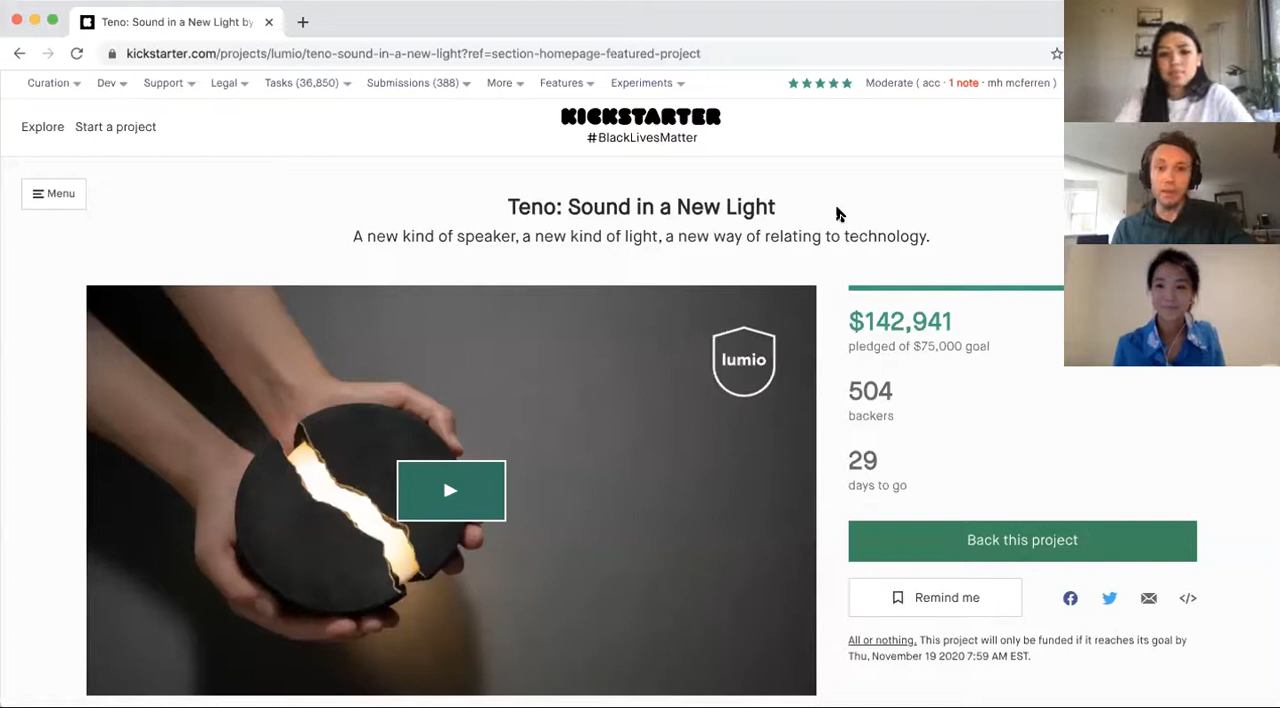 Teno: Sound in a New Light by
kickstarter.com/projects/lumio/teno-sound-in-a-new-light?ref=section-homepage-featured-project
Curation Dev Support Legal Tasks (36,850) Submissions (388) More Features Experiments Moderate ( acc · 1 note · mh mcferren )
Explore Start a project
KICKSTARTER
#BlackLivesMatter
Menu
Teno: Sound in a New Light
A new kind of speaker, a new kind of light, a new way of relating to technology.
lumio
$142,941
pledged of $75,000 goal
504
backers
29
days to go
Back this project
Remind me
All or nothing. This project will only be funded if it reaches its goal by
Thu, November 19 2020 7:59 AM EST.